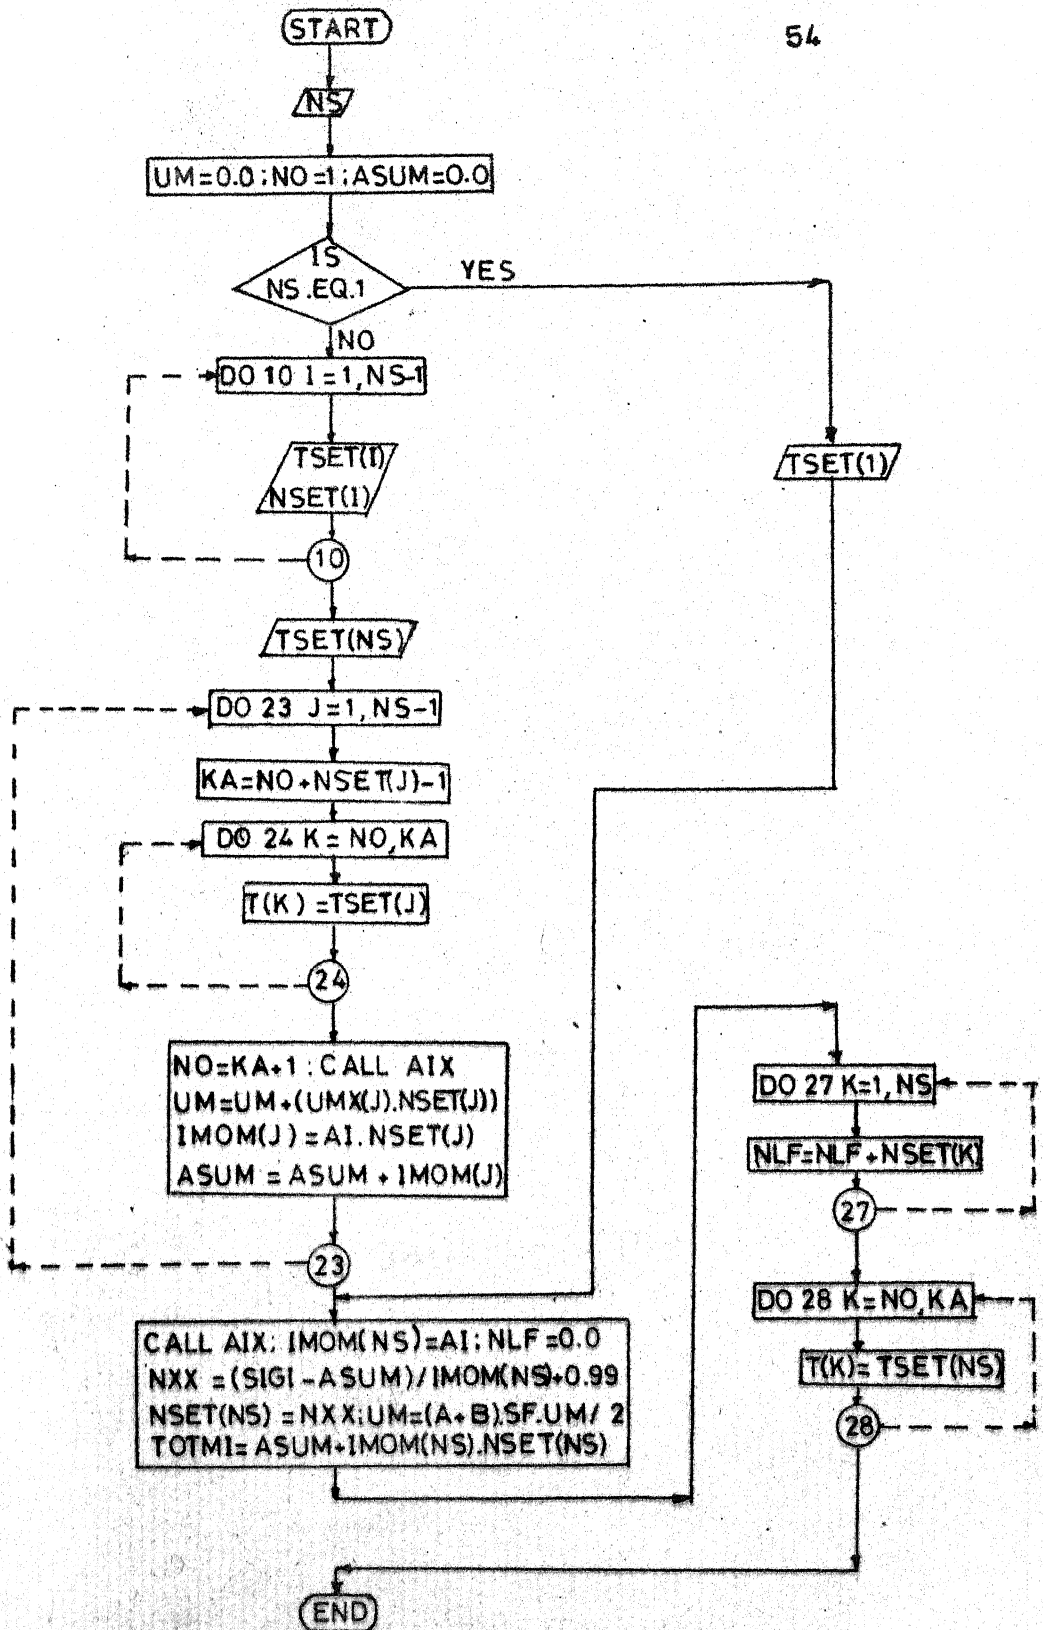 54
START
NS
UM=0.0;NO=1;ASUM=0.0
IS
NS.EQ.1
YES
NO
DO 10 I=1,NS-1
TSET(I)
NSET(I)
10
TSET(1)
TSET(NS)
DO 23 J=1,NS-1
KA=NO+NSET(J)-1
DO 24 K=NO,KA
T(K)=TSET(J)
24
NO=KA+1:CALL AIX
UM=UM+(UMX(J).NSET(J))
IMOM(J)=AI.NSET(J)
ASUM=ASUM+IMOM(J)
23
CALL AIX; IMOM(NS)=AI;NLF=0.0
NXX=(SIGI-ASUM)/IMOM(NS)+0.99
NSET(NS)=NXX;UM=(A+B).SF.UM/2
TOTMI=ASUM+IMOM(NS).NSET(NS)
DO 27 K=1,NS
NLF=NLF+NSET(K)
27
DO 28 K=NO,KA
T(K)=TSET(NS)
28
END